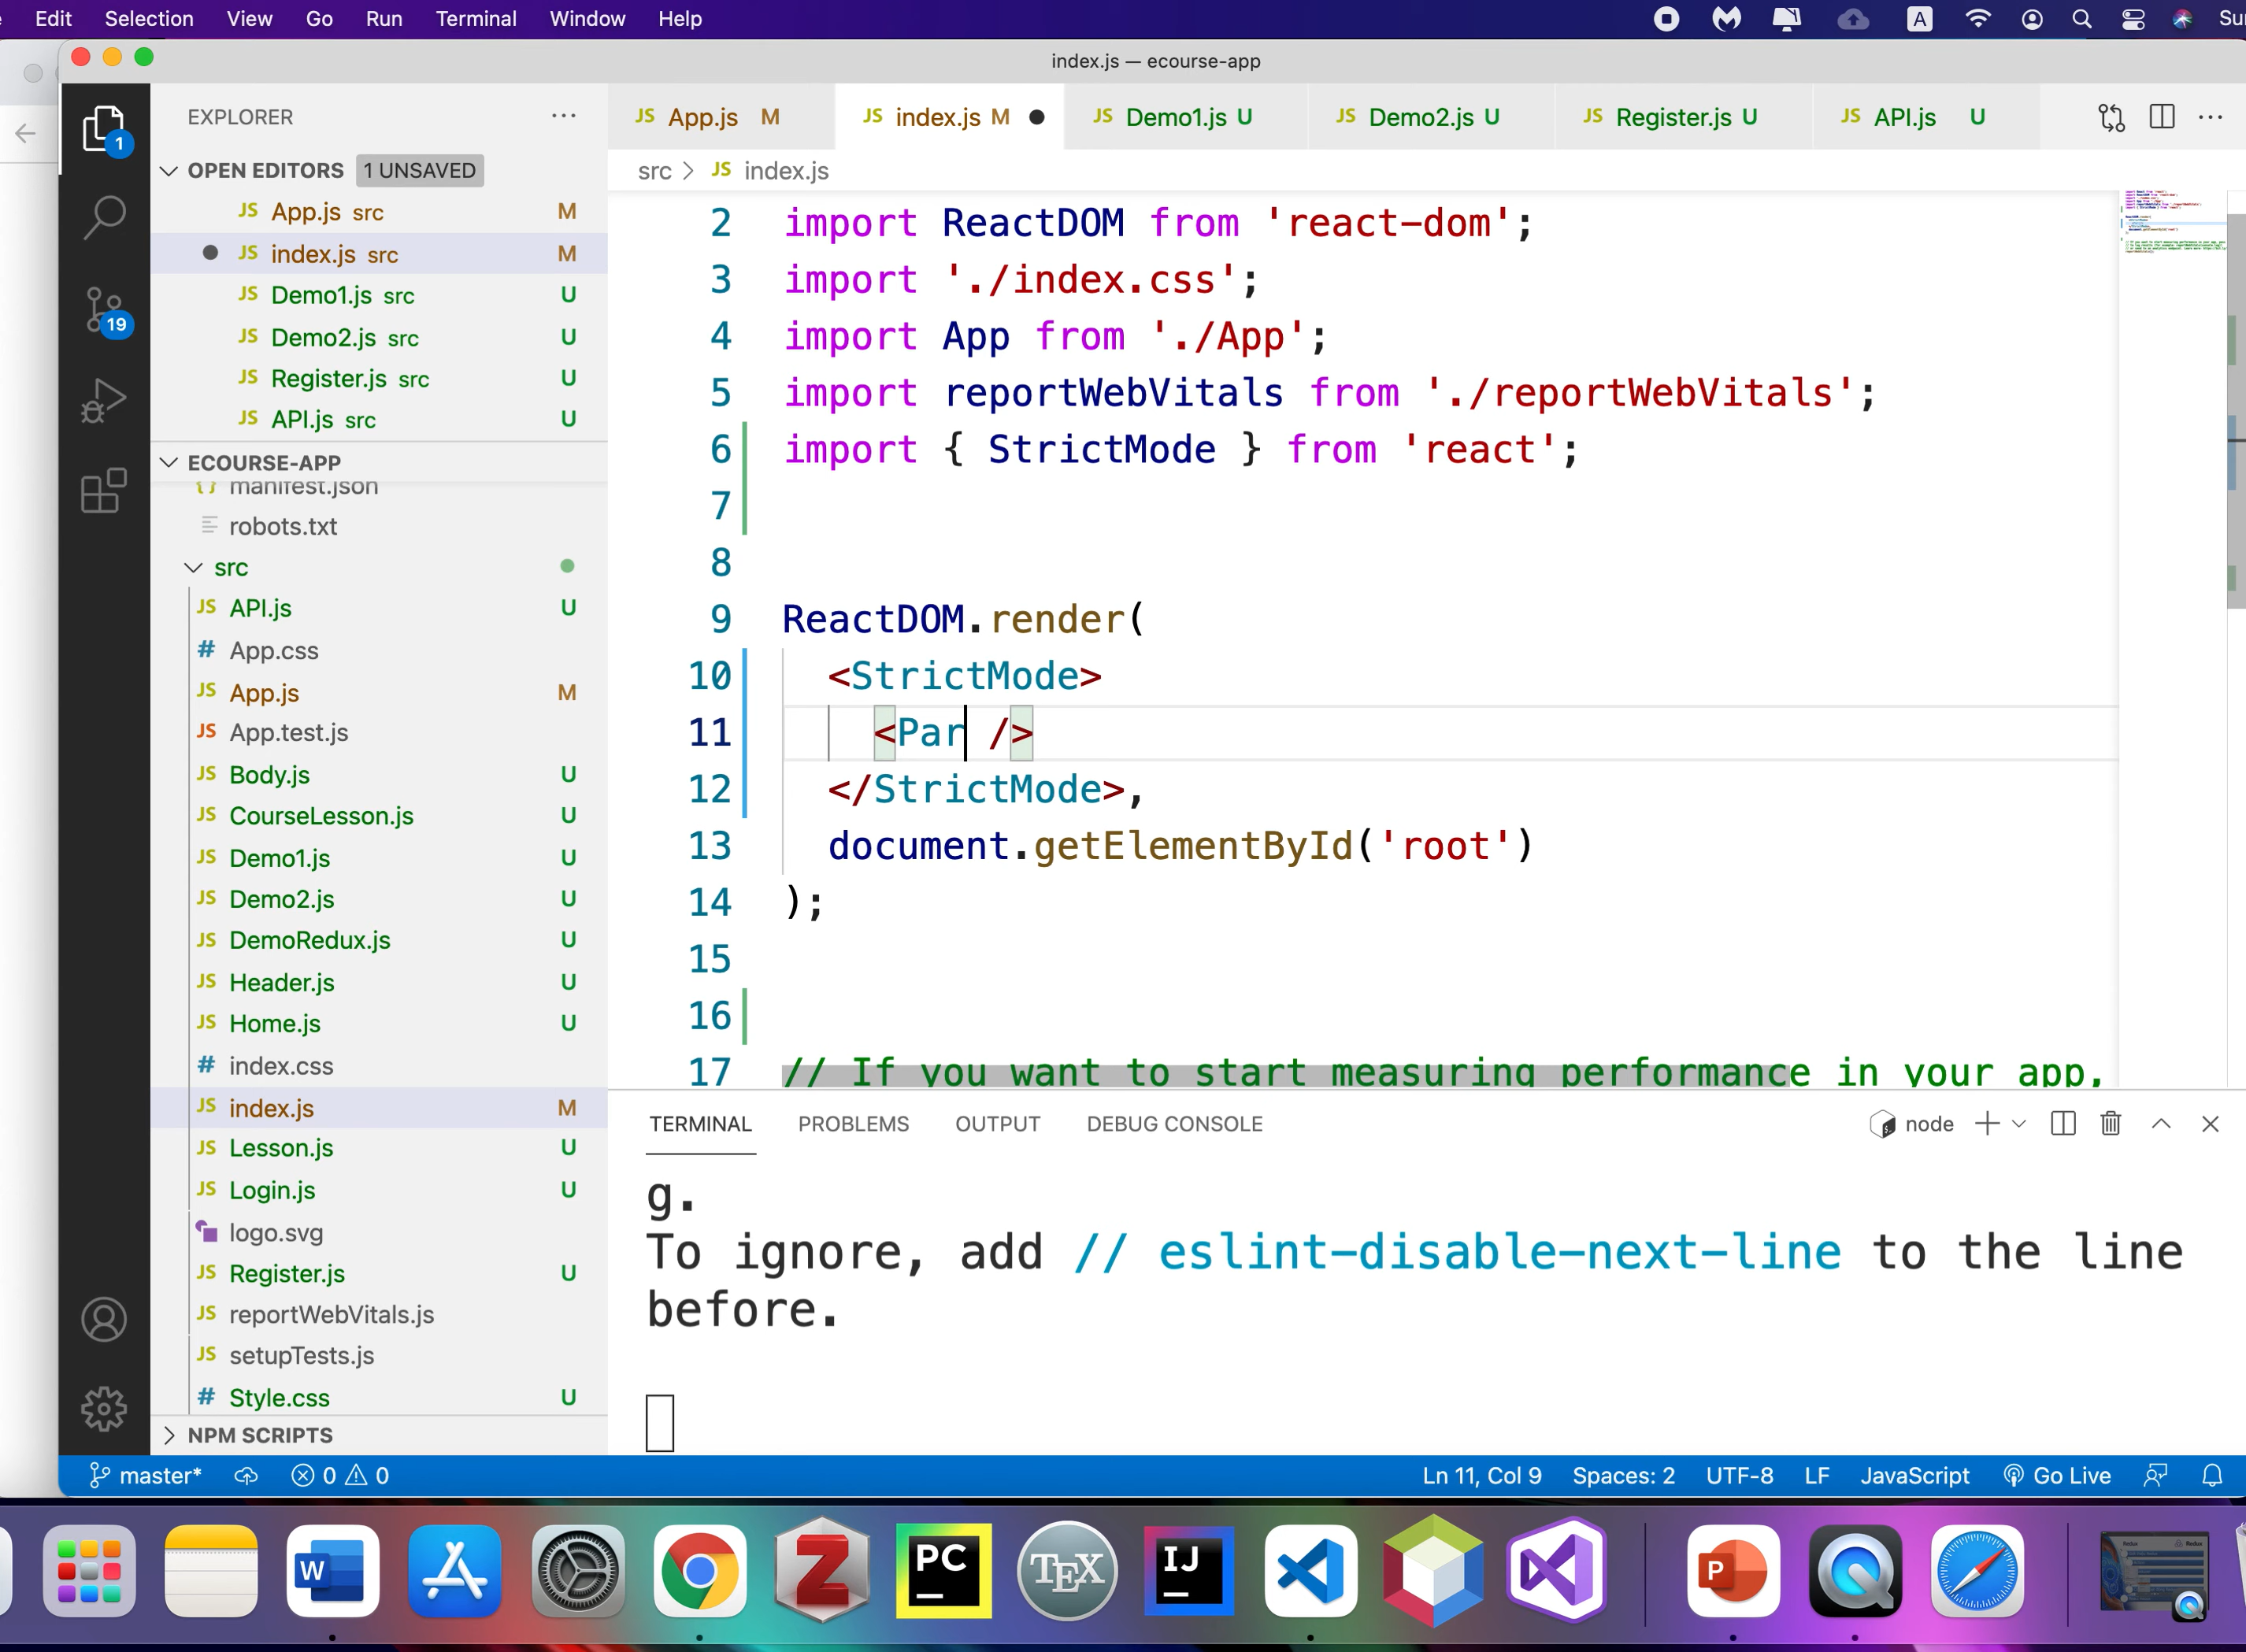 Edit Selection View Go Run Terminal Window Help A
index.js — ecourse-app
EXPLORER ···
OPEN EDITORS 1 UNSAVED
App.js src M
index.js src M
Demo1.js src U
Demo2.js src U
Register.js src U
API.js src U
ECOURSE-APP
manifest.json
robots.txt
src
JS API.js U
# App.css
JS App.js M
JS App.test.js
JS Body.js U
JS CourseLesson.js U
JS Demo1.js U
JS Demo2.js U
JS DemoRedux.js U
JS Header.js U
JS Home.js U
# index.css
JS index.js M
JS Lesson.js U
JS Login.js U
logo.svg
JS Register.js U
JS reportWebVitals.js
JS setupTests.js
# Style.css U
NPM SCRIPTS
1
19
JS App.js M JS index.js M JS Demo1.js U JS Demo2.js U JS Register.js U JS API.js U
src > JS index.js
2 import ReactDOM from 'react-dom';
3 import './index.css';
4 import App from './App';
5 import reportWebVitals from './reportWebVitals';
6 import { StrictMode } from 'react';
7
8
9 ReactDOM.render(
10 <StrictMode>
11 <Par />
12 </StrictMode>,
13 document.getElementById('root')
14 );
15
16
17 // If you want to start measuring performance in your app,
TERMINAL PROBLEMS OUTPUT DEBUG CONSOLE node
g.
To ignore, add // eslint-disable-next-line to the line
before.
master* 0 0 Ln 11, Col 9 Spaces: 2 UTF-8 LF JavaScript Go Live
W Z PC TEX IJ P